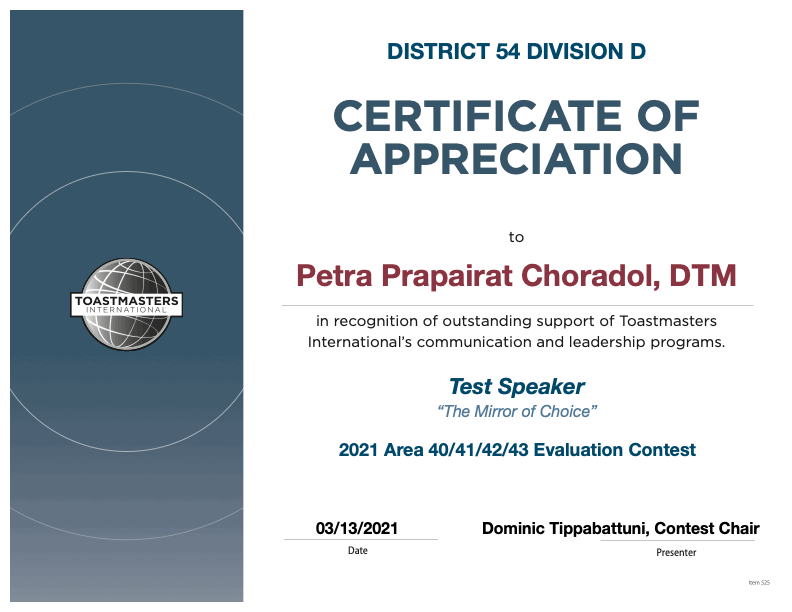 DISTRICT 54 DIVISION D
CERTIFICATE OF
APPRECIATION
to
Petra Prapairat Choradol, DTM
in recognition of outstanding support of Toastmasters
International’s communication and leadership programs.
TOASTMASTERS
INTERNATIONAL
Test Speaker
“The Mirror of Choice”
2021 Area 40/41/42/43 Evaluation Contest
03/13/2021
Date
Dominic Tippabattuni, Contest Chair
Presenter
Item 525